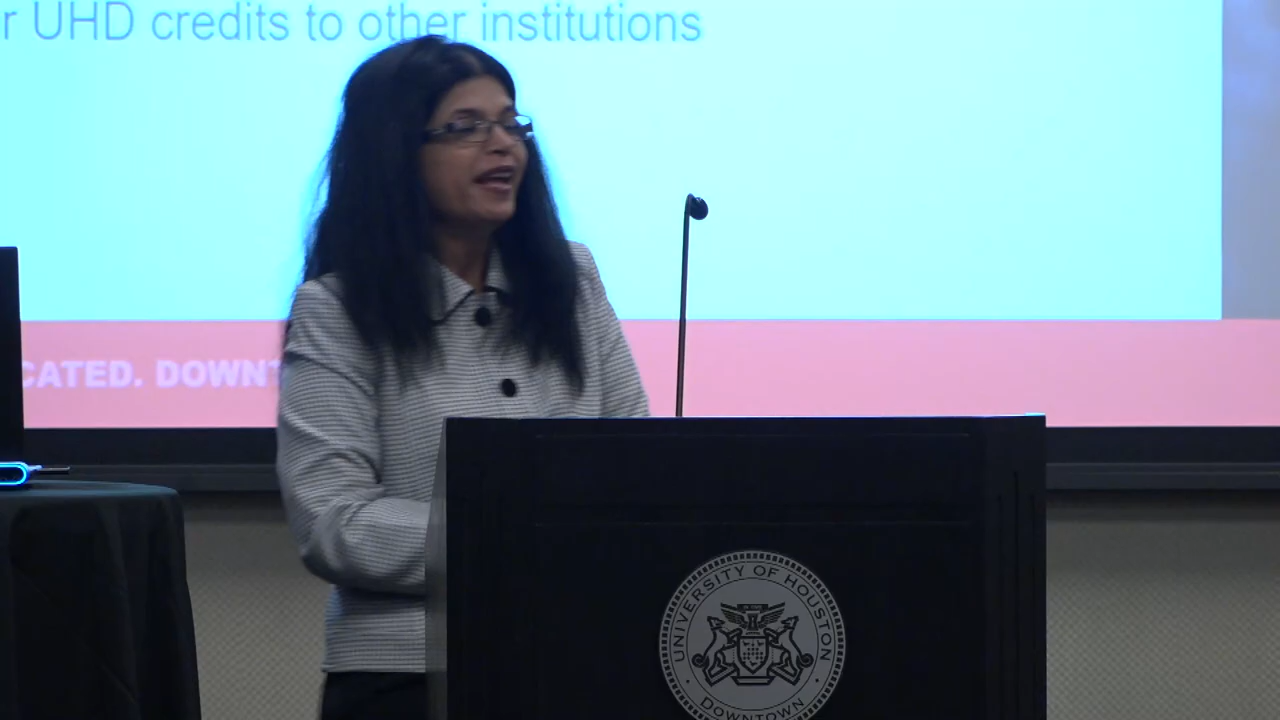 r UHD credits to other institutions
CATED. DOWNT
UNIVERSITY OF HOUSTON
DOWNTOWN